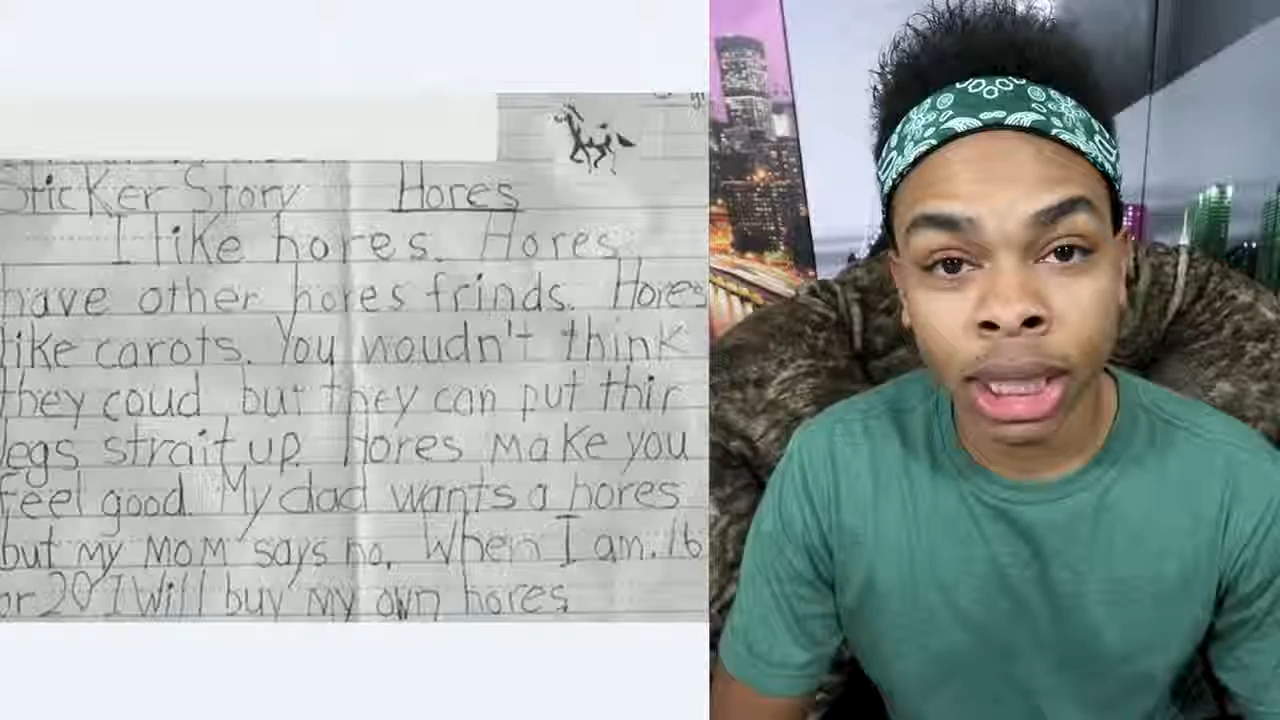 Sticker Story Hores
I like hores. Hores
have other hores frinds. Hores
like carots. You woudn't think
they coud but they can put thir
legs strait up. Hores make you
feel good. My dad wants a hores
but my mom says no. When I am. 16
or 20 I will buy my own hores